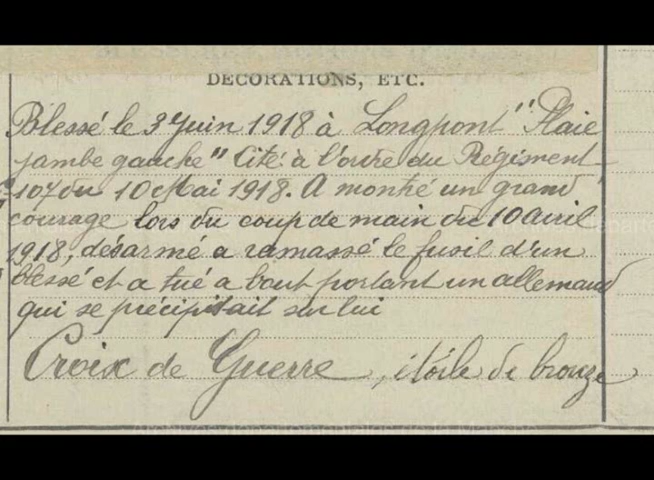 DÉCORATIONS, ETC.
Blessé le 3 Juin 1918 à Longpont "Plaie
jambe gauche" Cité à l'ordre du Régiment
107 du 10 Mai 1918. A montré un grand
courage lors du coup de main du 10 avril
1918, désarmé a ramassé le fusil d'un
blessé et a tué a bout portant un allemand
qui se précipitait sur lui
Croix de Guerre, étoile de bronze